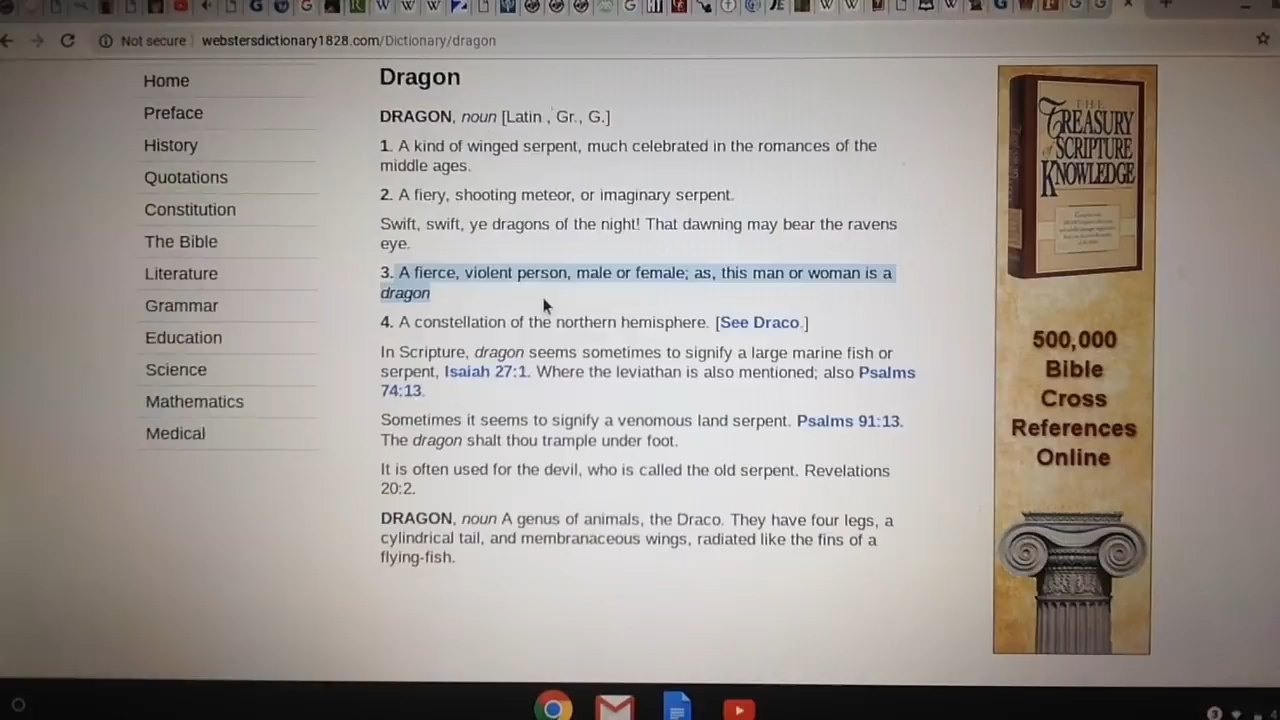 Not secure
webstersdictionary1828.com/Dictionary/dragon
Home
Preface
History
Quotations
Constitution
The Bible
Literature
Grammar
Education
Science
Mathematics
Medical
Dragon
DRAGON, noun [Latin , Gr., G.]
1. A kind of winged serpent, much celebrated in the romances of the
middle ages.
2. A fiery, shooting meteor, or imaginary serpent.
Swift, swift, ye dragons of the night! That dawning may bear the ravens
eye.
3. A fierce, violent person, male or female; as, this man or woman is a
dragon
4. A constellation of the northern hemisphere. [See Draco.]
In Scripture, dragon seems sometimes to signify a large marine fish or
serpent, Isaiah 27:1. Where the leviathan is also mentioned; also Psalms
74:13.
Sometimes it seems to signify a venomous land serpent. Psalms 91:13.
The dragon shalt thou trample under foot.
It is often used for the devil, who is called the old serpent. Revelations
20:2.
DRAGON, noun A genus of animals, the Draco. They have four legs, a
cylindrical tail, and membranaceous wings, radiated like the fins of a
flying-fish.
THE
TREASURY
of SCRIPTURE
KNOWLEDGE
500,000
Bible
Cross
References
Online